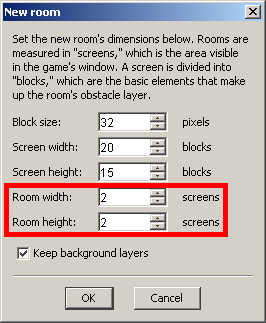 New room
Set the new room's dimensions below. Rooms are
measured in "screens," which is the area visible
in the game's window. A screen is divided into
"blocks," which are the basic elements that make
up the room's obstacle layer.
Block size: 32 pixels
Screen width: 20 blocks
Screen height: 15 blocks
Room width: 2 screens
Room height: 2 screens
Keep background layers
OK Cancel